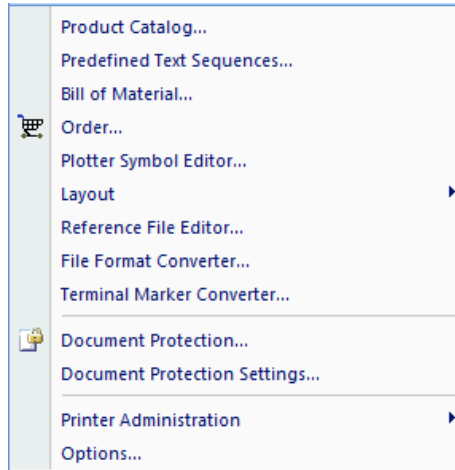 Product Catalog...
Predefined Text Sequences...
Bill of Material...
Order...
Plotter Symbol Editor...
Layout
Reference File Editor...
File Format Converter...
Terminal Marker Converter...
Document Protection...
Document Protection Settings...
Printer Administration
Options...